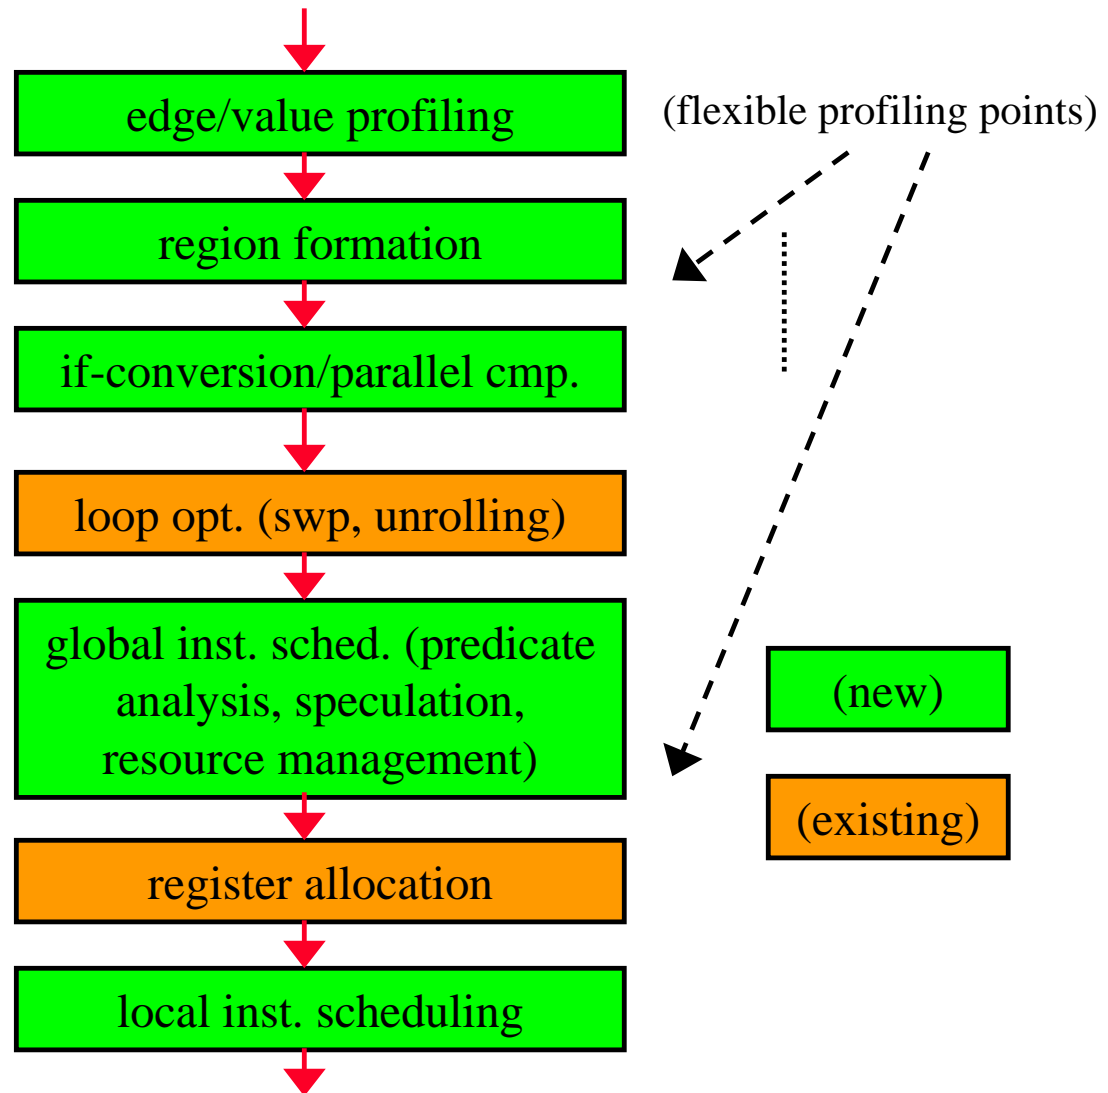 edge/value profiling
(flexible profiling points)
region formation
if-conversion/parallel cmp.
loop opt. (swp, unrolling)
global inst. sched. (predicate
analysis, speculation,
resource management)
(new)
(existing)
register allocation
local inst. scheduling